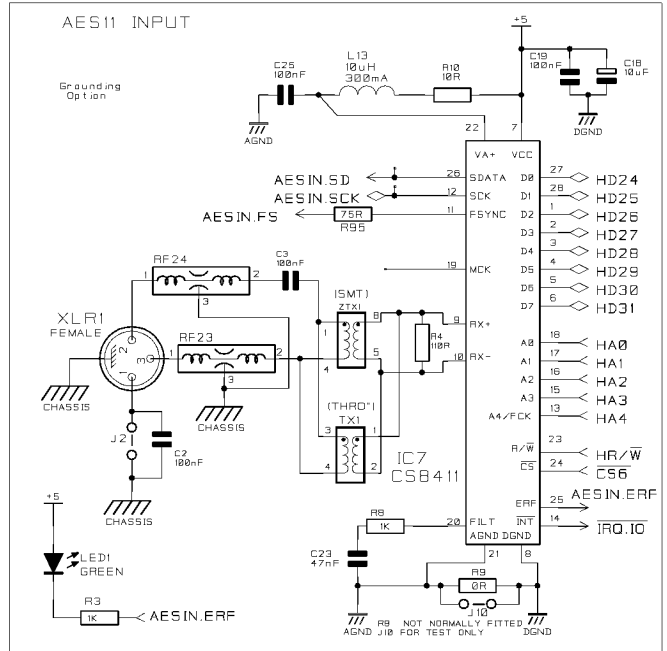 AES11 INPUT
Grounding
Option
+5
C25
100nF
L13
10uH
300mA
R10
10R
C19
100nF
C18
10uF
AGND
DGND
22
7
VA+
VCC
AESIN.SD
26
SDATA
D0
27
HD24
AESIN.SCK
12
SCK
D1
28
HD25
AESIN.FS
75R
R95
11
FSYNC
D2
1
HD26
D3
2
HD27
D4
3
HD28
19
MCK
D5
4
HD29
D6
5
HD30
D7
6
HD31
RF24
1
2
3
C3
100nF
(SMT)
ZTX1
1
8
4
5
9
RX+
R4
110R
10
RX-
A0
18
HA0
A1
17
HA1
A2
16
HA2
A3
15
HA3
A4/FCK
13
HA4
XLR1
FEMALE
2
3
1
RF23
1
2
3
CHASSIS
CHASSIS
(THRO')
TX1
3
1
4
2
IC7
CS8411
R/W
23
HR/W
CS
24
CS6
J2
C2
100nF
CHASSIS
ERF
25
AESIN.ERF
INT
14
IRQ.IO
R8
1K
20
FILT
AGND
DGND
C23
47nF
21
8
R9
0R
J10
AGND
R9 NOT NORMALLY FITTED
J10 FOR TEST ONLY
DGND
+5
LED1
GREEN
R3
1K
AESIN.ERF